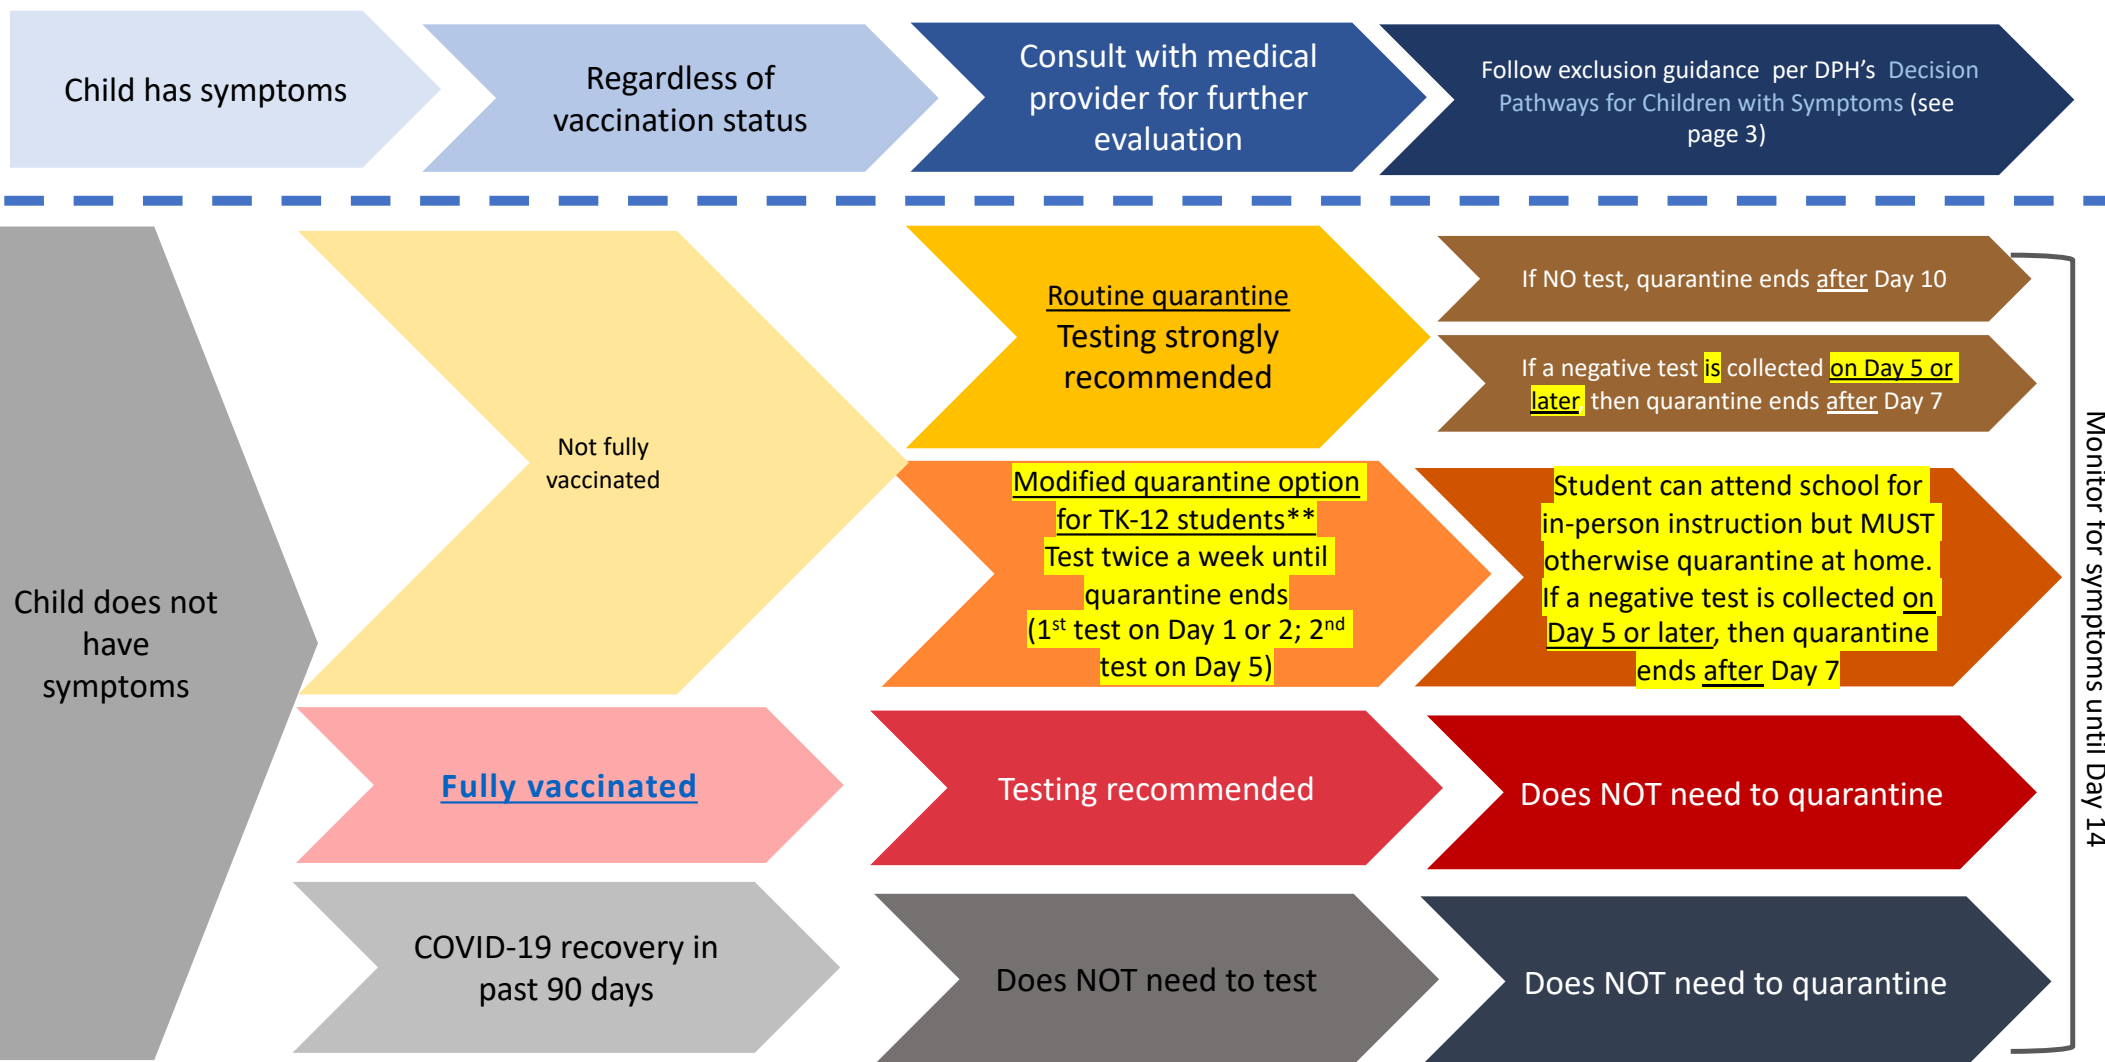 Child has symptoms
Regardless of
vaccination status
Consult with medical
provider for further
evaluation
Follow exclusion guidance per DPH's Decision
Pathways for Children with Symptoms (see
page 3)
Child does not
have
symptoms
Not fully
vaccinated
Routine quarantine
Testing strongly
recommended
If NO test, quarantine ends after Day 10
If a negative test is collected on Day 5 or
later then quarantine ends after Day 7
Modified quarantine option
for TK-12 students**
Test twice a week until
quarantine ends
(1st test on Day 1 or 2; 2nd
test on Day 5)
Student can attend school for
in-person instruction but MUST
otherwise quarantine at home.
If a negative test is collected on
Day 5 or later, then quarantine
ends after Day 7
Fully vaccinated
Testing recommended
Does NOT need to quarantine
COVID-19 recovery in
past 90 days
Does NOT need to test
Does NOT need to quarantine
Monitor for symptoms until Day 14